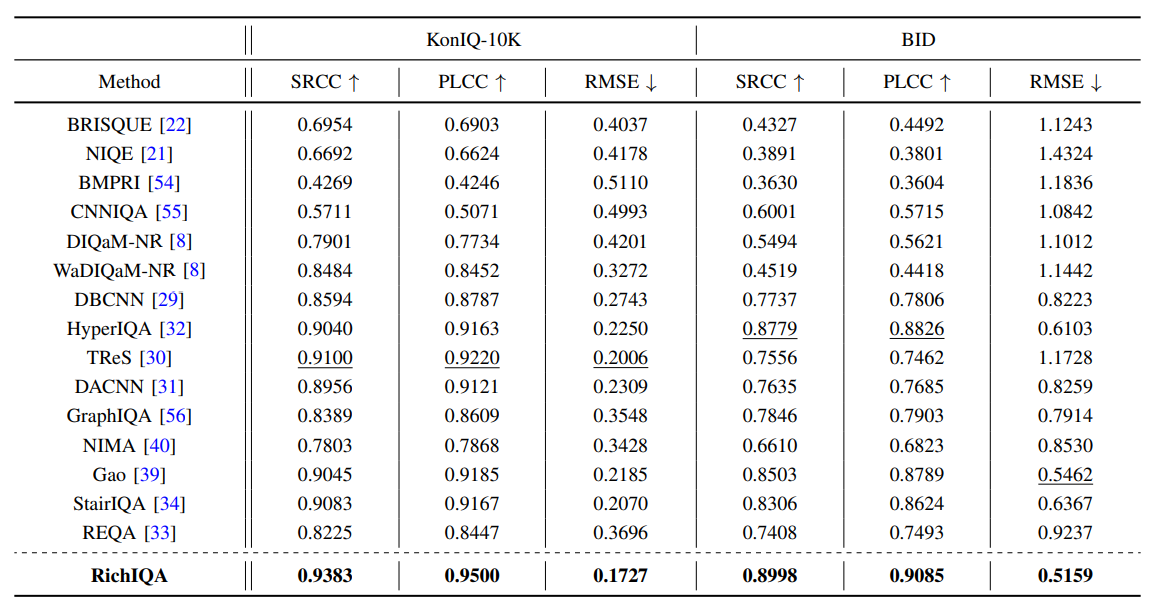 KonIQ-10K BID
Method SRCC ↑ PLCC ↑ RMSE ↓ SRCC ↑ PLCC ↑ RMSE ↓
BRISQUE [22] 0.6954 0.6903 0.4037 0.4327 0.4492 1.1243
NIQE [21] 0.6692 0.6624 0.4178 0.3891 0.3801 1.4324
BMPRI [54] 0.4269 0.4246 0.5110 0.3630 0.3604 1.1836
CNNIQA [55] 0.5711 0.5071 0.4993 0.6001 0.5715 1.0842
DIQaM-NR [8] 0.7901 0.7734 0.4201 0.5494 0.5621 1.1012
WaDIQaM-NR [8] 0.8484 0.8452 0.3272 0.4519 0.4418 1.1442
DBCNN [29] 0.8594 0.8787 0.2743 0.7737 0.7806 0.8223
HyperIQA [32] 0.9040 0.9163 0.2250 0.8779 0.8826 0.6103
TReS [30] 0.9100 0.9220 0.2006 0.7556 0.7462 1.1728
DACNN [31] 0.8956 0.9121 0.2309 0.7635 0.7685 0.8259
GraphIQA [56] 0.8389 0.8609 0.3548 0.7846 0.7903 0.7914
NIMA [40] 0.7803 0.7868 0.3428 0.6610 0.6823 0.8530
Gao [39] 0.9045 0.9185 0.2185 0.8503 0.8789 0.5462
StairIQA [34] 0.9083 0.9167 0.2070 0.8306 0.8624 0.6367
REQA [33] 0.8225 0.8447 0.3696 0.7408 0.7493 0.9237
RichIQA 0.9383 0.9500 0.1727 0.8998 0.9085 0.5159